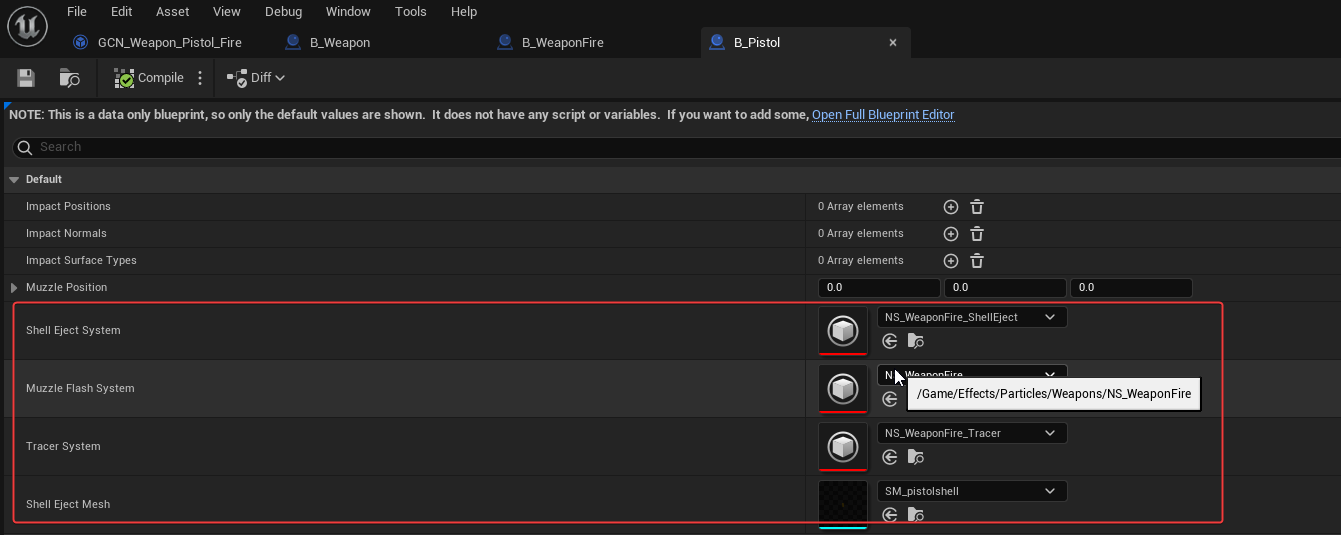 File Edit Asset View Debug Window Tools Help
GCN_Weapon_Pistol_Fire B_Weapon B_WeaponFire B_Pistol
Compile Diff
NOTE: This is a data only blueprint, so only the default values are shown. It does not have any script or variables. If you want to add some, Open Full Blueprint Editor
Search
Default
Impact Positions 0 Array elements
Impact Normals 0 Array elements
Impact Surface Types 0 Array elements
Muzzle Position 0.0 0.0 0.0
Shell Eject System NS_WeaponFire_ShellEject
Muzzle Flash System NS_WeaponFire
/Game/Effects/Particles/Weapons/NS_WeaponFire
Tracer System NS_WeaponFire_Tracer
Shell Eject Mesh SM_pistolshell